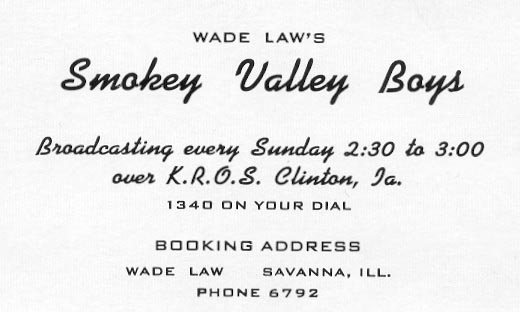 WADE LAW'S
Smokey Valley Boys
Broadcasting every Sunday 2:30 to 3:00
over K.R.O.S. Clinton, Ia.
1340 ON YOUR DIAL
BOOKING ADDRESS
WADE LAW SAVANNA, ILL.
PHONE 6792